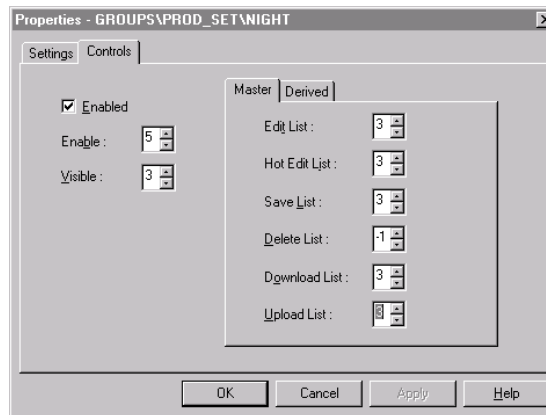 Properties - GROUPS\PROD_SET\NIGHT
Settings
Controls
Enabled
Enable : 5
Visible : 3
Master
Derived
Edit List : 3
Hot Edit List : 3
Save List : 3
Delete List : -1
Download List : 3
Upload List : 3
OK
Cancel
Apply
Help